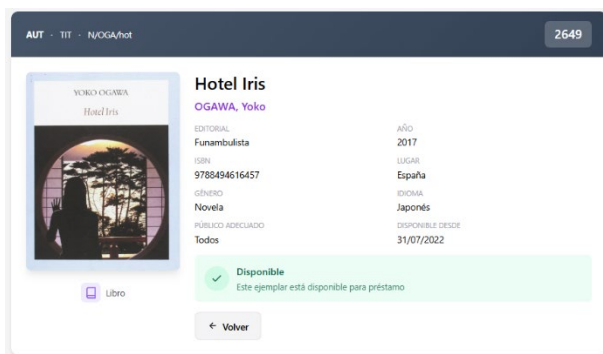 AUT · TIT · N/OGA/hot
2649
YOKO OGAWA
Hotel Iris
Libro
Hotel Iris
OGAWA, Yoko
EDITORIAL
Funambulista
AÑO
2017
ISBN
9788494616457
LUGAR
España
GÉNERO
Novela
IDIOMA
Japonés
PÚBLICO ADECUADO
Todos
DISPONIBLE DESDE
31/07/2022
Disponible
Este ejemplar está disponible para préstamo
← Volver